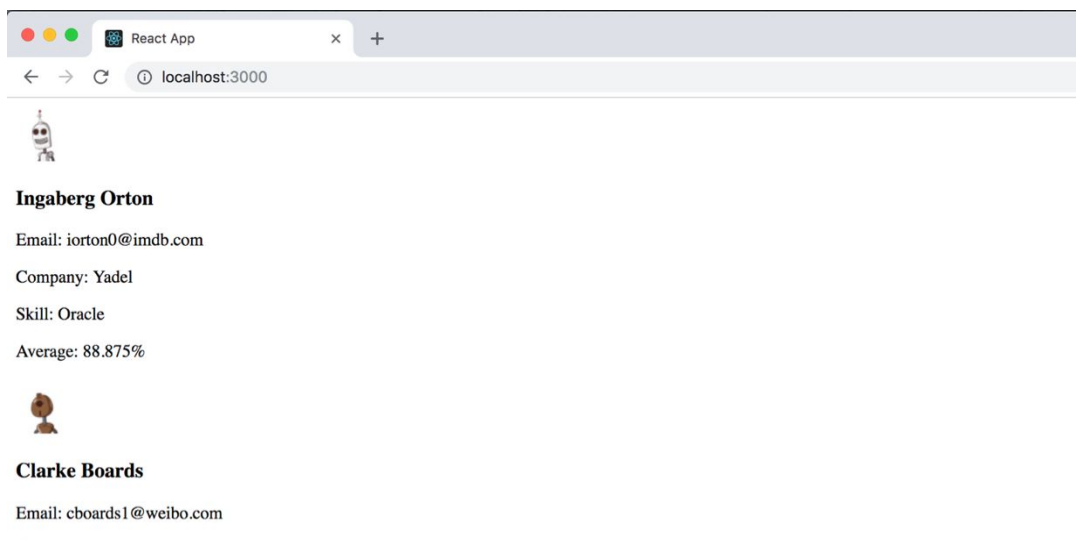 React App
localhost:3000
Ingaberg Orton
Email: iorton0@imdb.com
Company: Yadel
Skill: Oracle
Average: 88.875%
Clarke Boards
Email: cboards1@weibo.com